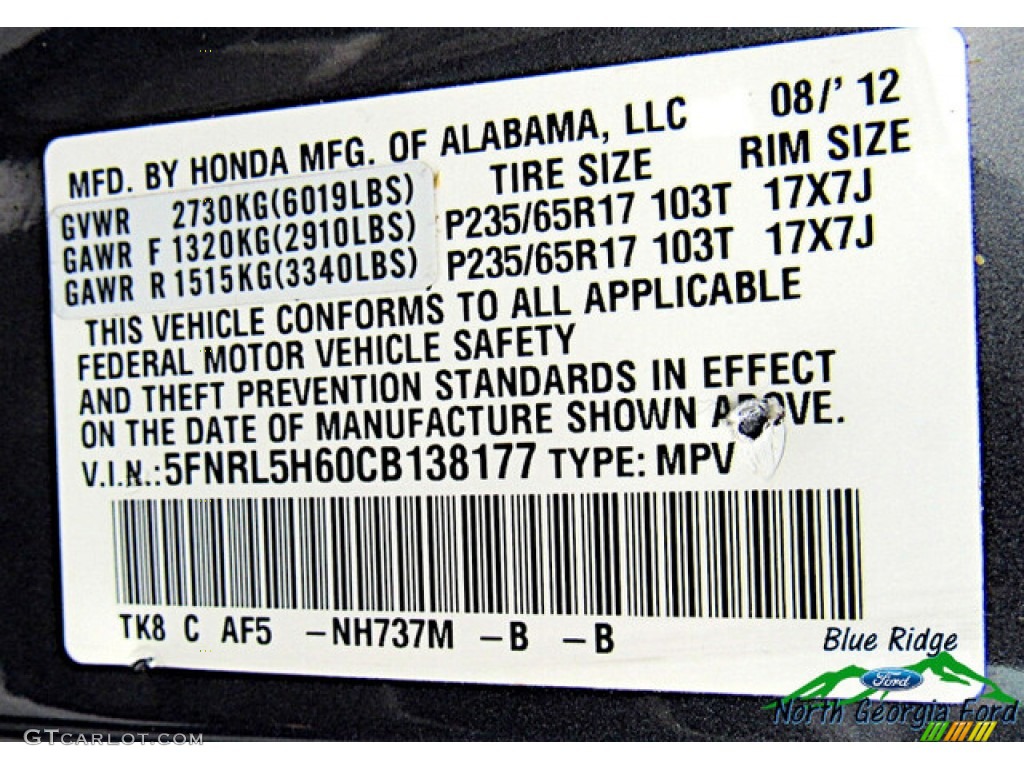 08/' 12
MFD. BY HONDA MFG. OF ALABAMA, LLC
TIRE SIZE RIM SIZE
GVWR 2730KG(6019LBS)
GAWR F 1320KG(2910LBS) P235/65R17 103T 17X7J
GAWR R 1515KG(3340LBS) P235/65R17 103T 17X7J
THIS VEHICLE CONFORMS TO ALL APPLICABLE
FEDERAL MOTOR VEHICLE SAFETY
AND THEFT PREVENTION STANDARDS IN EFFECT
ON THE DATE OF MANUFACTURE SHOWN ABOVE.
V.I.N.: 5FNRL5H60CB138177 TYPE: MPV
TK8 C AF5 -NH737M -B -B
Blue Ridge
Ford
North Georgia Ford
GTCARLOT.COM